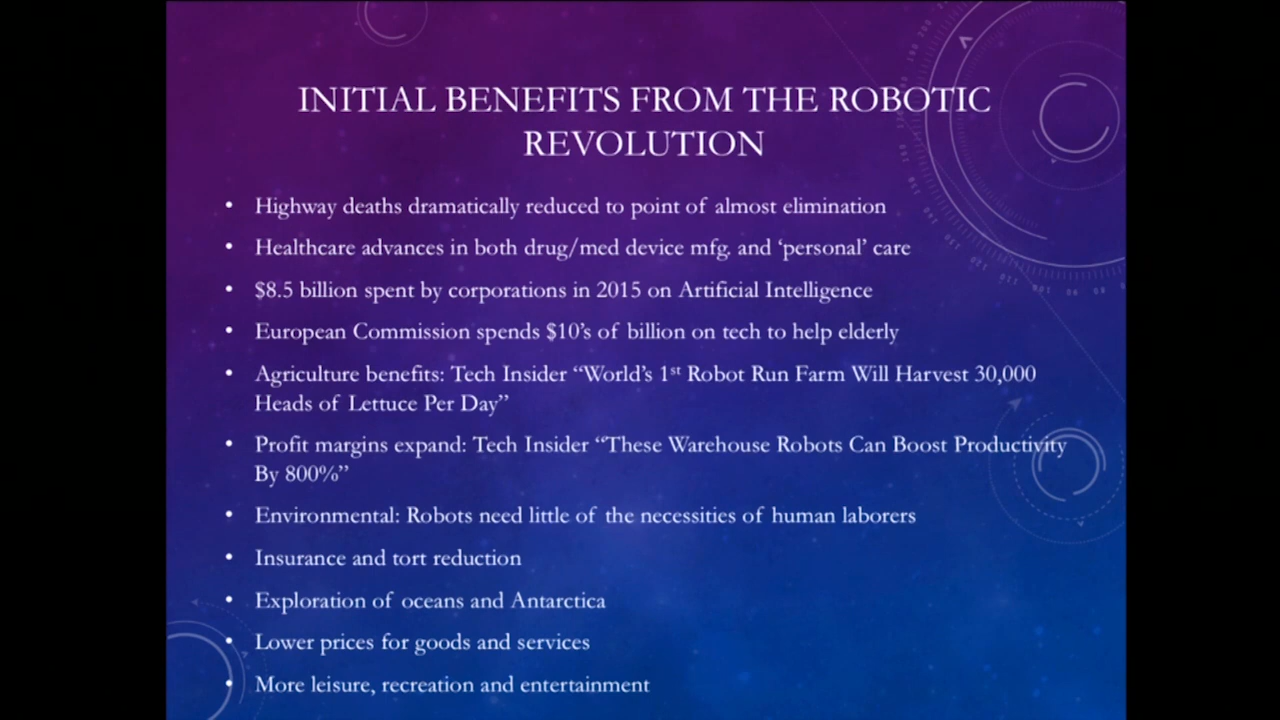 INITIAL BENEFITS FROM THE ROBOTIC
REVOLUTION
• Highway deaths dramatically reduced to point of almost elimination
• Healthcare advances in both drug/med device mfg. and ‘personal’ care
• $8.5 billion spent by corporations in 2015 on Artificial Intelligence
• European Commission spends $10’s of billion on tech to help elderly
• Agriculture benefits: Tech Insider “World’s 1st Robot Run Farm Will Harvest 30,000
Heads of Lettuce Per Day”
• Profit margins expand: Tech Insider “These Warehouse Robots Can Boost Productivity
By 800%”
• Environmental: Robots need little of the necessities of human laborers
• Insurance and tort reduction
• Exploration of oceans and Antarctica
• Lower prices for goods and services
• More leisure, recreation and entertainment